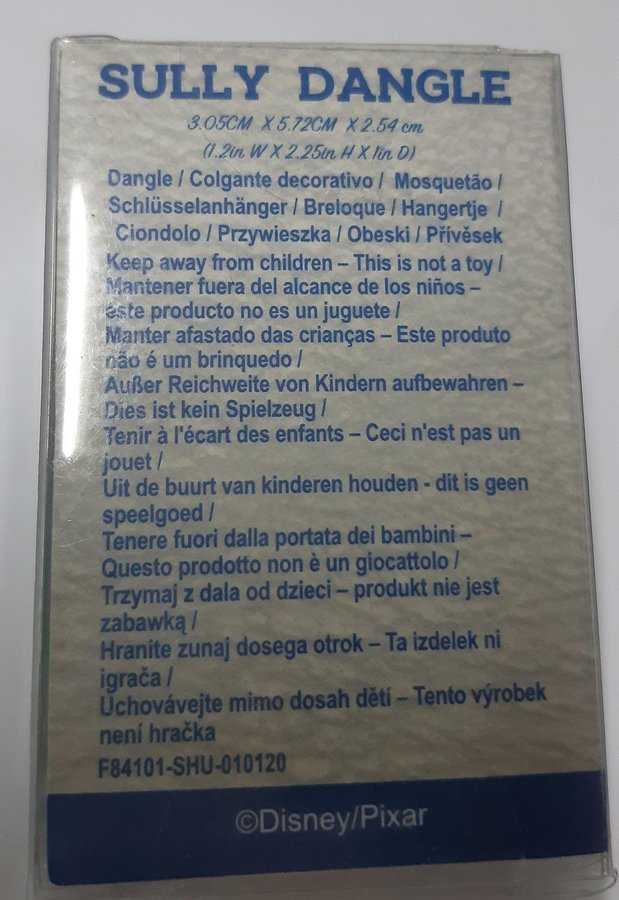 SULLY DANGLE
3.05CM X 5.72CM X 2.54 cm
(1.2in W X 2.25in H X 1in D)
Dangle / Colgante decorativo / Mosquetão /
Schlüsselanhänger / Breloque / Hangertje /
Ciondolo / Przywieszka / Obeski / Přívěsek
Keep away from children – This is not a toy /
Mantener fuera del alcance de los niños –
este producto no es un juguete /
Manter afastado das crianças – Este produto
não é um brinquedo /
Außer Reichweite von Kindern aufbewahren –
Dies ist kein Spielzeug /
Tenir à l'écart des enfants – Ceci n'est pas un
jouet /
Uit de buurt van kinderen houden - dit is geen
speelgoed /
Tenere fuori dalla portata dei bambini –
Questo prodotto non è un giocattolo /
Trzymaj z dala od dzieci – produkt nie jest
zabawką /
Hranite zunaj dosega otrok – Ta izdelek ni
igrača /
Uchovávejte mimo dosah dětí – Tento výrobek
není hračka
F84101-SHU-010120
©Disney/Pixar